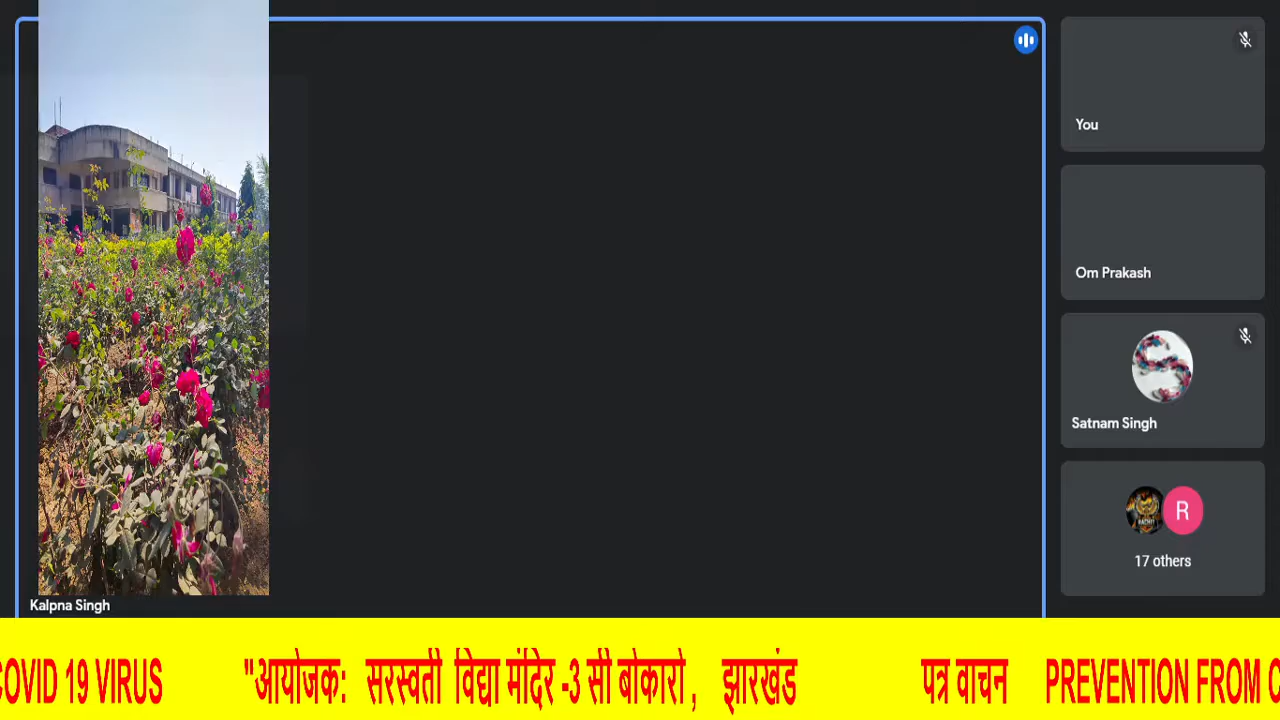 You
Om Prakash
Satnam Singh
R
17 others
Kalpna Singh
COVID 19 VIRUS "आयोजक: सरस्वती विद्या मंदिर -3 सी बोकारो , झारखंड पत्र वाचन PREVENTION FROM C